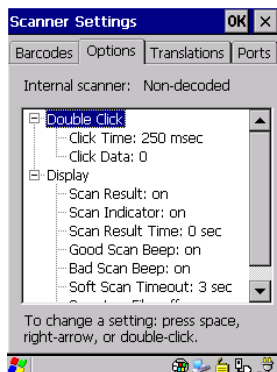 Scanner Settings OK ×
Barcodes Options Translations Ports
Internal scanner: Non-decoded
Double Click
Click Time: 250 msec
Click Data: 0
Display
Scan Result: on
Scan Indicator: on
Scan Result Time: 0 sec
Good Scan Beep: on
Bad Scan Beep: on
Soft Scan Timeout: 3 sec
To change a setting: press space,
right-arrow, or double-click.